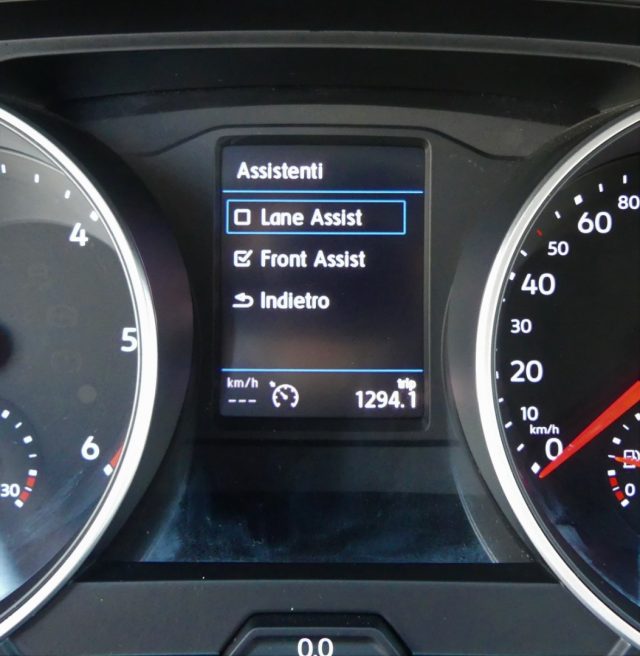 Assistenti
Lane Assist
Front Assist
Indietro
km/h
---
trip
1294.1
4
5
6
30
80
60
50
40
30
20
10
km/h
0
0
0.0